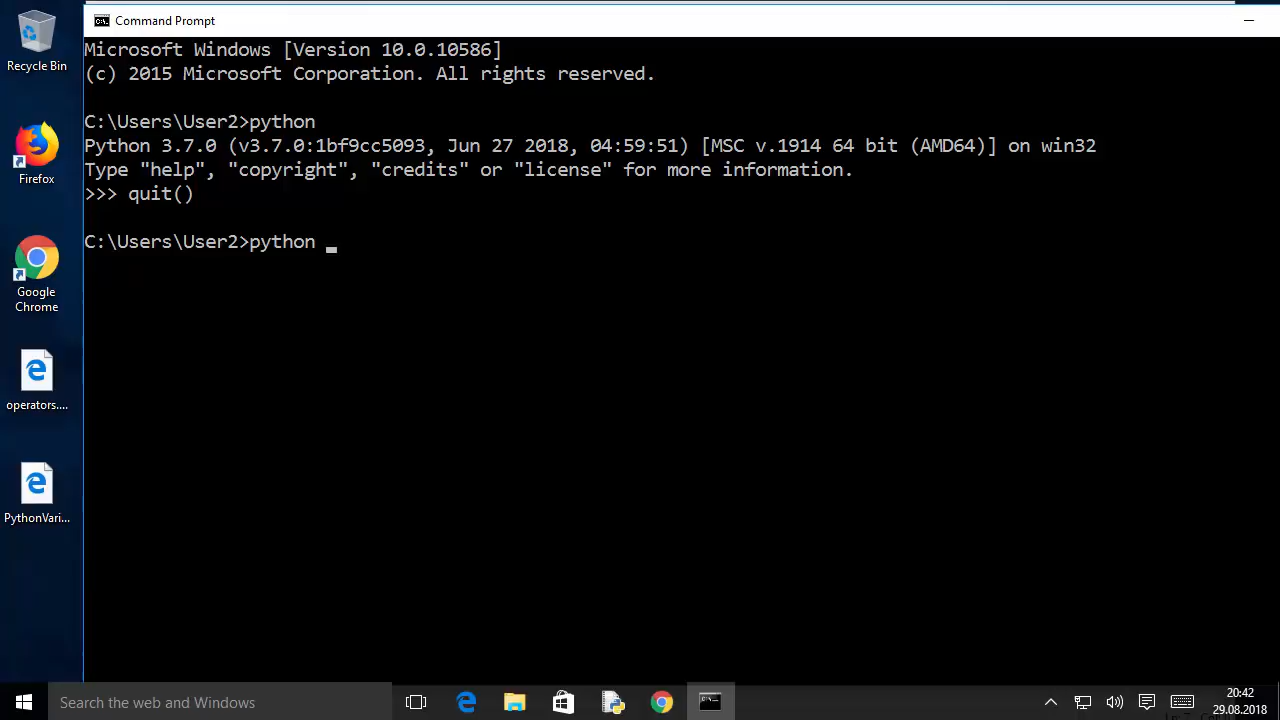 Command Prompt
Microsoft Windows [Version 10.0.10586]
(c) 2015 Microsoft Corporation. All rights reserved.
C:\Users\User2>python
Python 3.7.0 (v3.7.0:1bf9cc5093, Jun 27 2018, 04:59:51) [MSC v.1914 64 bit (AMD64)] on win32
Type "help", "copyright", "credits" or "license" for more information.
>>> quit()
C:\Users\User2>python
Recycle Bin
Firefox
Google
Chrome
operators....
PythonVari...
Search the web and Windows
20:42
29.08.2018